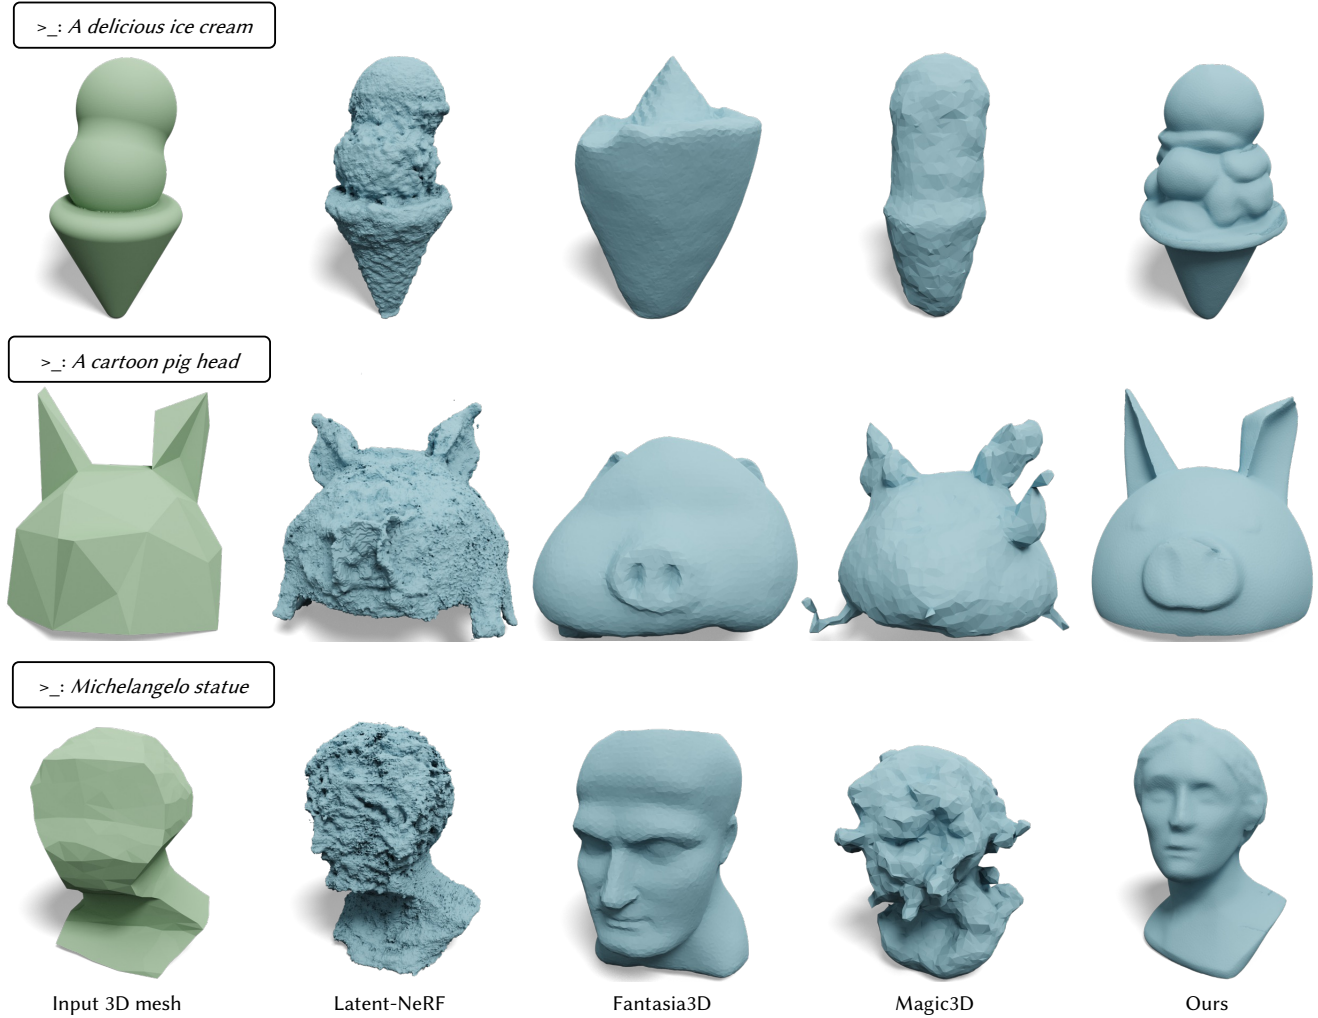 >_: A delicious ice cream
>_: A cartoon pig head
>_: Michelangelo statue
Input 3D mesh Latent-NeRF Fantasia3D Magic3D Ours